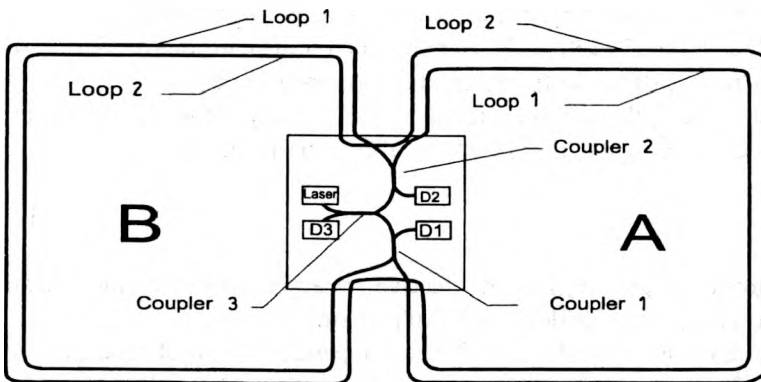 Loop 1
Loop 2
Loop 2
Loop 1
Coupler 2
Laser
D2
B
D3
D1
A
Coupler 3
Coupler 1